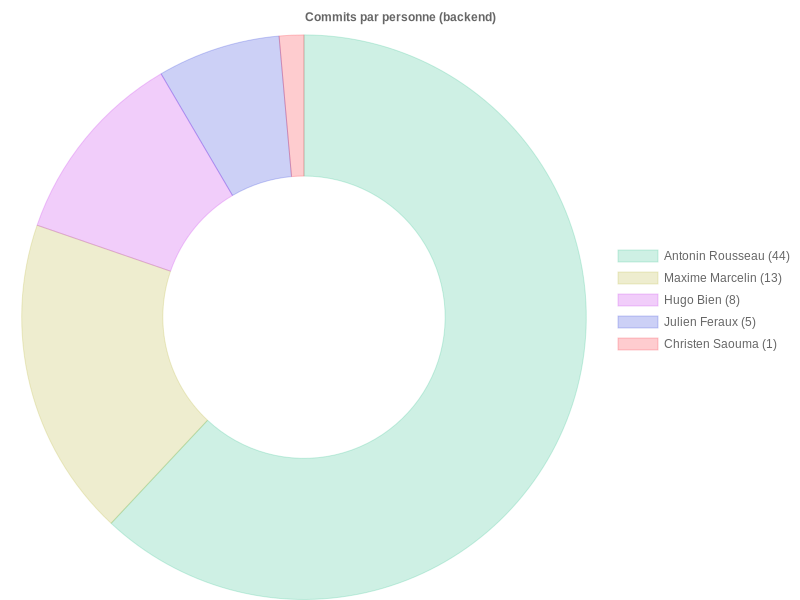 Commits par personne (backend)
Antonin Rousseau (44)
Maxime Marcelin (13)
Hugo Bien (8)
Julien Feraux (5)
Christen Saouma (1)